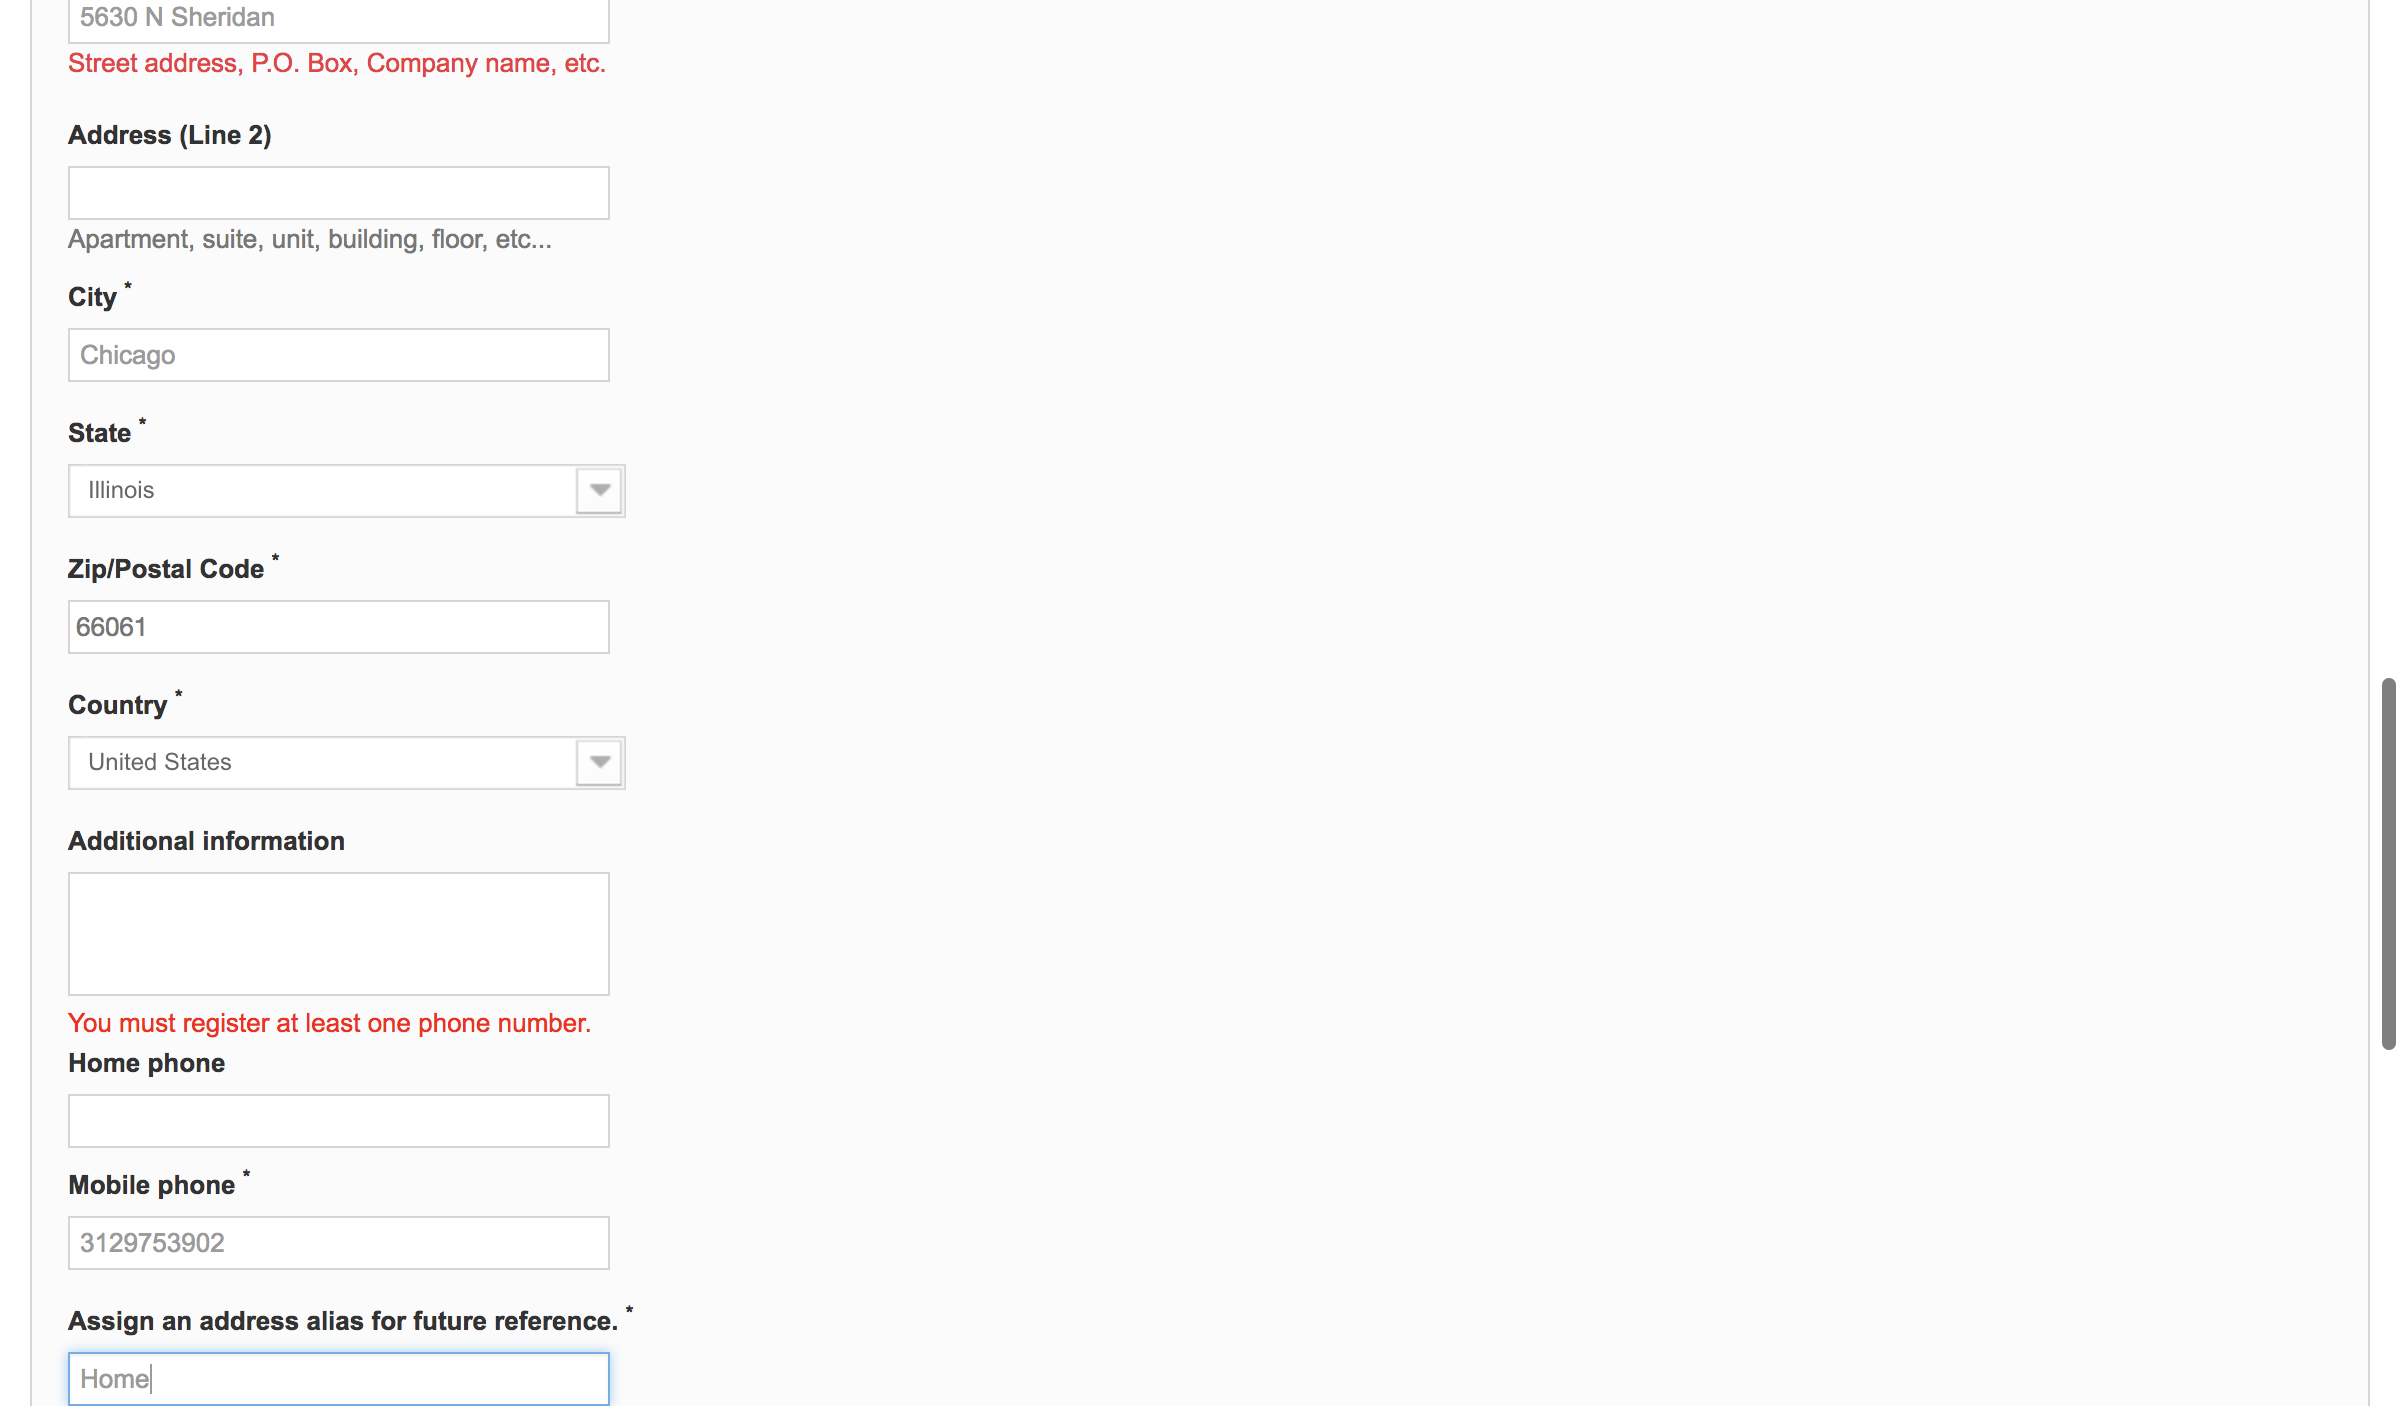 5630 N Sheridan
Street address, P.O. Box, Company name, etc.
Address (Line 2)
Apartment, suite, unit, building, floor, etc...
City *
Chicago
State *
Illinois
Zip/Postal Code *
66061
Country *
United States
Additional information
You must register at least one phone number.
Home phone
Mobile phone *
3129753902
Assign an address alias for future reference. *
Home